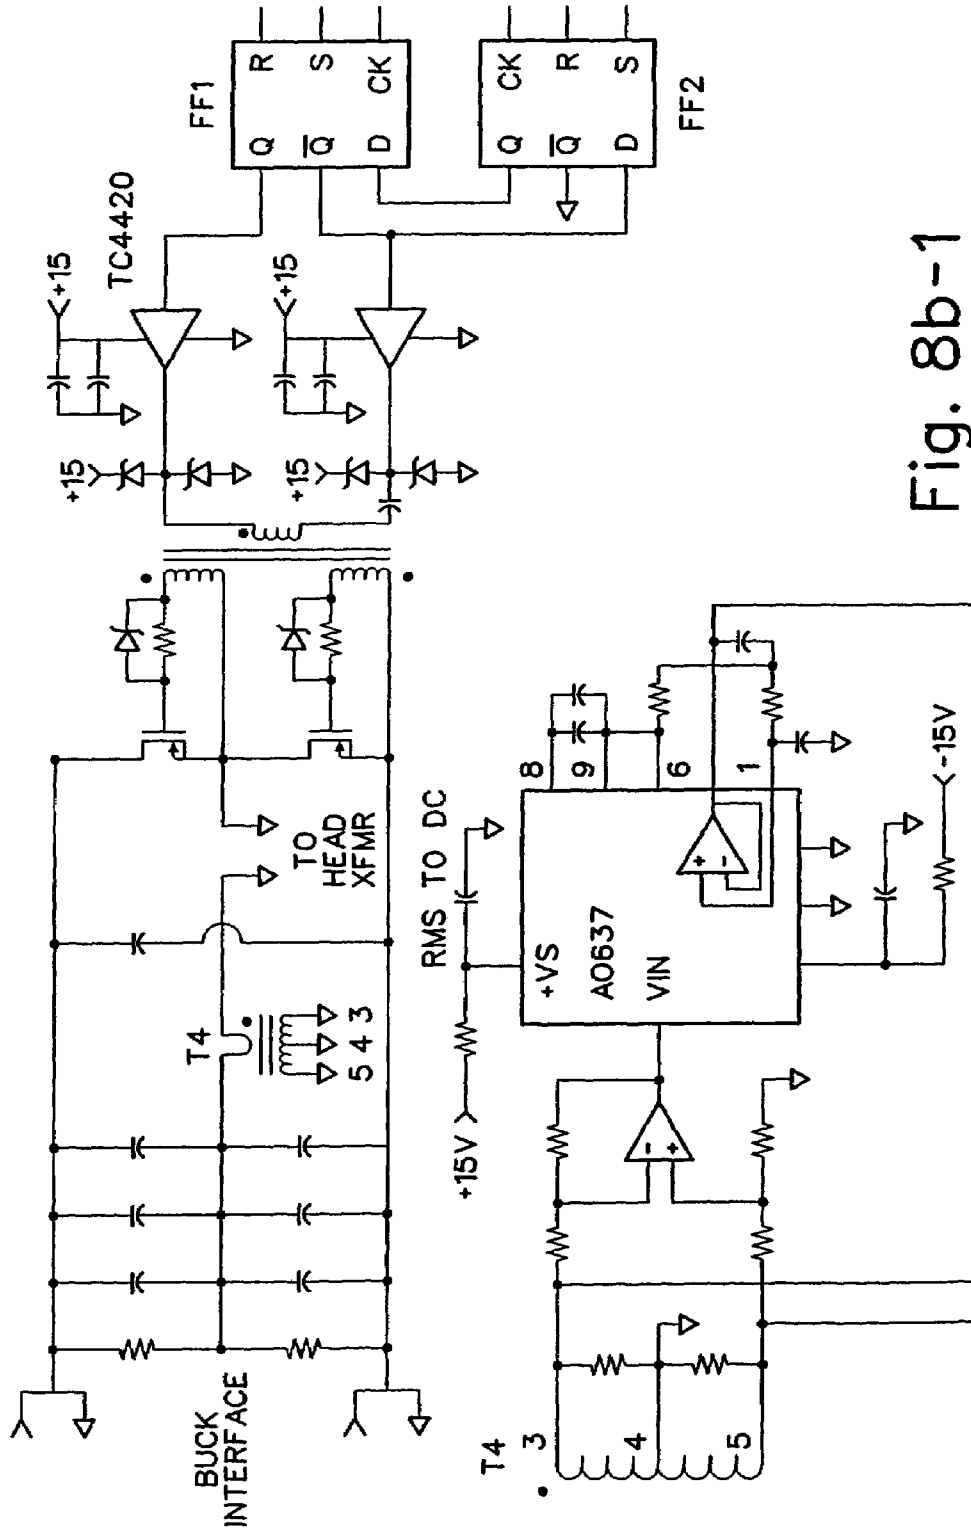 BUCK
INTERFACE
T4
5 4 3
TO
HEAD
XFMR
+15
+15
+15
+15
TC4420
FF1
Q
Q
D
R
S
CK
FF2
Q
Q
D
CK
R
S
T4
3
4
5
+15V
RMS TO DC
-
+
+VS
AO637
VIN
+
-
8
9
6
1
-15V
Fig. 8b-1